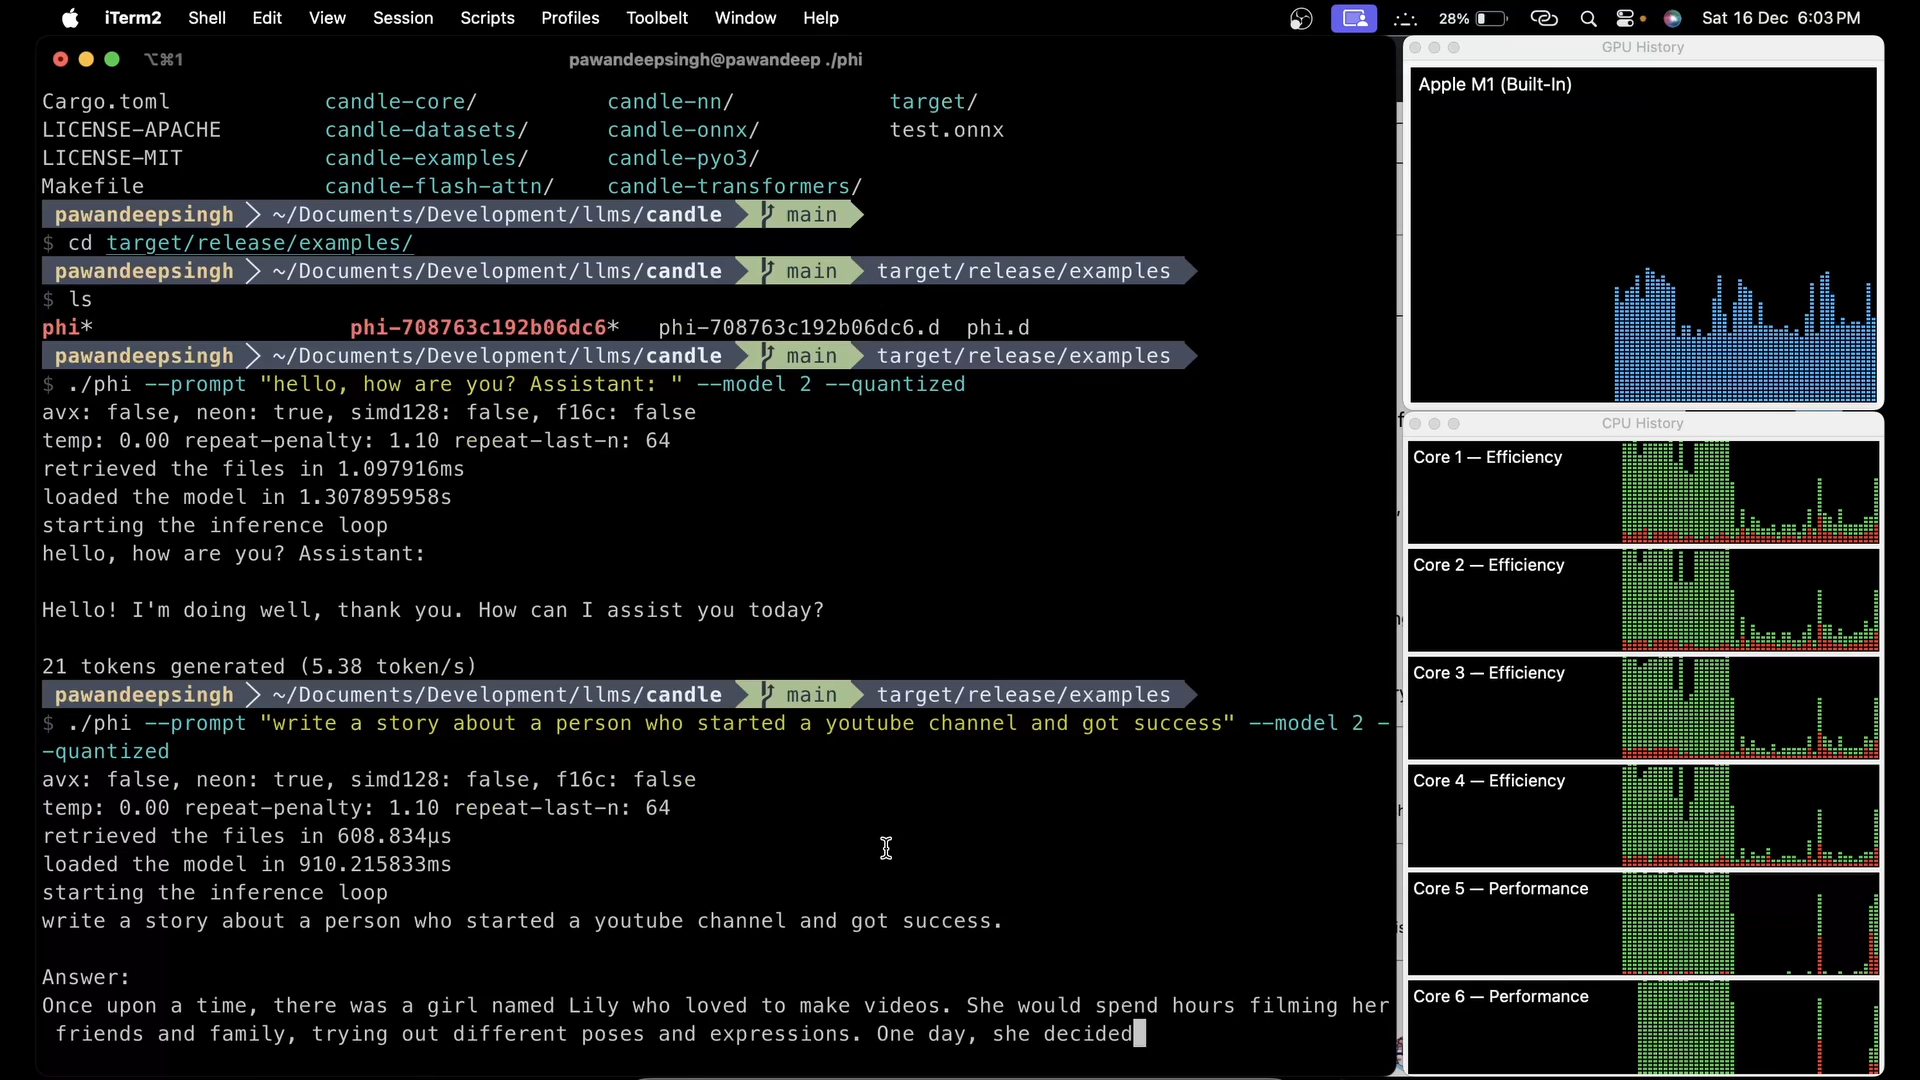 iTerm2 Shell Edit View Session Scripts Profiles Toolbelt Window Help 28% Sat 16 Dec 6:03 PM
⌥⌘1 pawandeepsingh@pawandeep ./phi
Cargo.toml candle-core/ candle-nn/ target/
LICENSE-APACHE candle-datasets/ candle-onnx/ test.onnx
LICENSE-MIT candle-examples/ candle-pyo3/
Makefile candle-flash-attn/ candle-transformers/
pawandeepsingh ~/Documents/Development/llms/candle main
$ cd target/release/examples/
pawandeepsingh ~/Documents/Development/llms/candle main target/release/examples
$ ls
phi* phi-708763c192b06dc6* phi-708763c192b06dc6.d phi.d
pawandeepsingh ~/Documents/Development/llms/candle main target/release/examples
$ ./phi --prompt "hello, how are you? Assistant: " --model 2 --quantized
avx: false, neon: true, simd128: false, f16c: false
temp: 0.00 repeat-penalty: 1.10 repeat-last-n: 64
retrieved the files in 1.097916ms
loaded the model in 1.307895958s
starting the inference loop
hello, how are you? Assistant:
Hello! I'm doing well, thank you. How can I assist you today?
21 tokens generated (5.38 token/s)
pawandeepsingh ~/Documents/Development/llms/candle main target/release/examples
$ ./phi --prompt "write a story about a person who started a youtube channel and got success" --model 2 -
-quantized
avx: false, neon: true, simd128: false, f16c: false
temp: 0.00 repeat-penalty: 1.10 repeat-last-n: 64
retrieved the files in 608.834µs
loaded the model in 910.215833ms
starting the inference loop
write a story about a person who started a youtube channel and got success.
Answer:
Once upon a time, there was a girl named Lily who loved to make videos. She would spend hours filming her
friends and family, trying out different poses and expressions. One day, she decided
GPU History
Apple M1 (Built-In)
CPU History
Core 1 — Efficiency
Core 2 — Efficiency
Core 3 — Efficiency
Core 4 — Efficiency
Core 5 — Performance
Core 6 — Performance